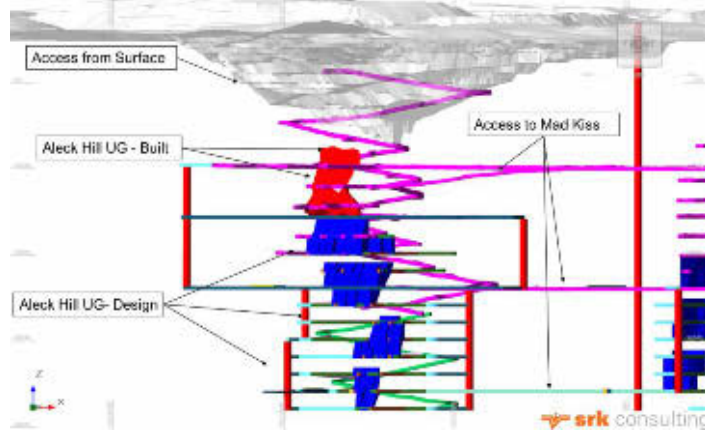 Access from Surface
Access to Mad Kiss
Aleck Hill UG - Built
Aleck Hill UG- Design
Z
X
srk consulting